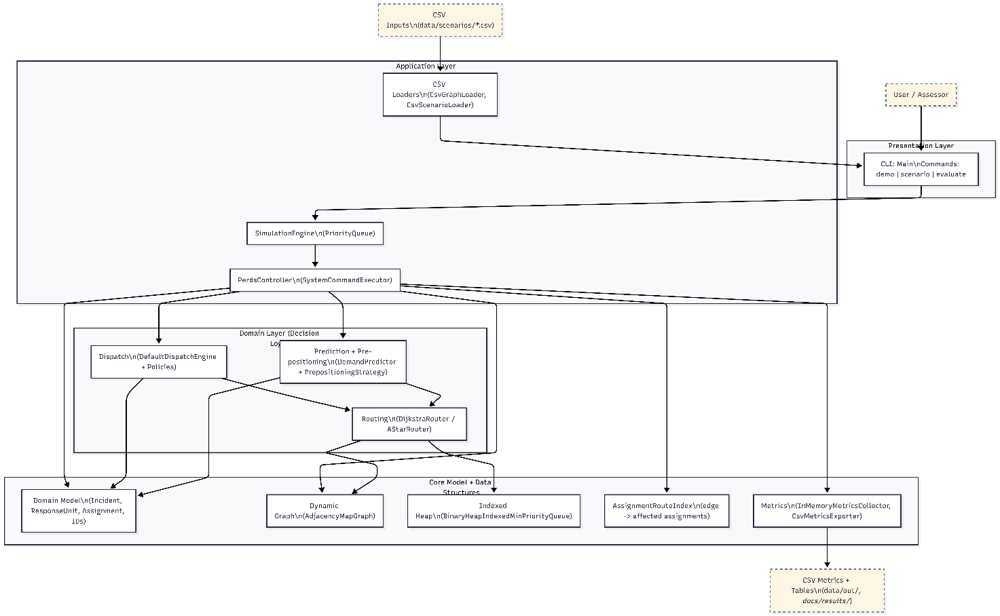 CSV
Inputs\n(data/scenarios/*.csv)
Application Layer
CSV
Loaders\n(CsvGraphLoader,
CsvScenarioLoader)
User / Assessor
Presentation Layer
CLI: Main\nCommands:
demo | scenario | evaluate
SimulationEngine\n(PriorityQueue)
PerdsController\n(SystemCommandExecutor)
Domain Layer (Decision
Dispatch\n(DefaultDispatchEngine
+ Policies)
Prediction + Pre-
positioning\n(DemandPredictor
+ PrepositioningStrategy)
Routing\n(DijkstraRouter /
AStarRouter)
Core Model + Data
Structures
Domain Model\n(Incident,
ResponseUnit, Assignment,
IDs)
Dynamic
Graph\n(AdjacencyMapGraph)
Indexed
Heap\n(BinaryHeapIndexedMinPriorityQueue)
AssignmentRouteIndex\n(edge
-> affected assignments)
Metrics\n(InMemoryMetricsCollector,
CsvMetricsExporter)
CSV Metrics +
Tables\n(data/out/,
docs/results/)